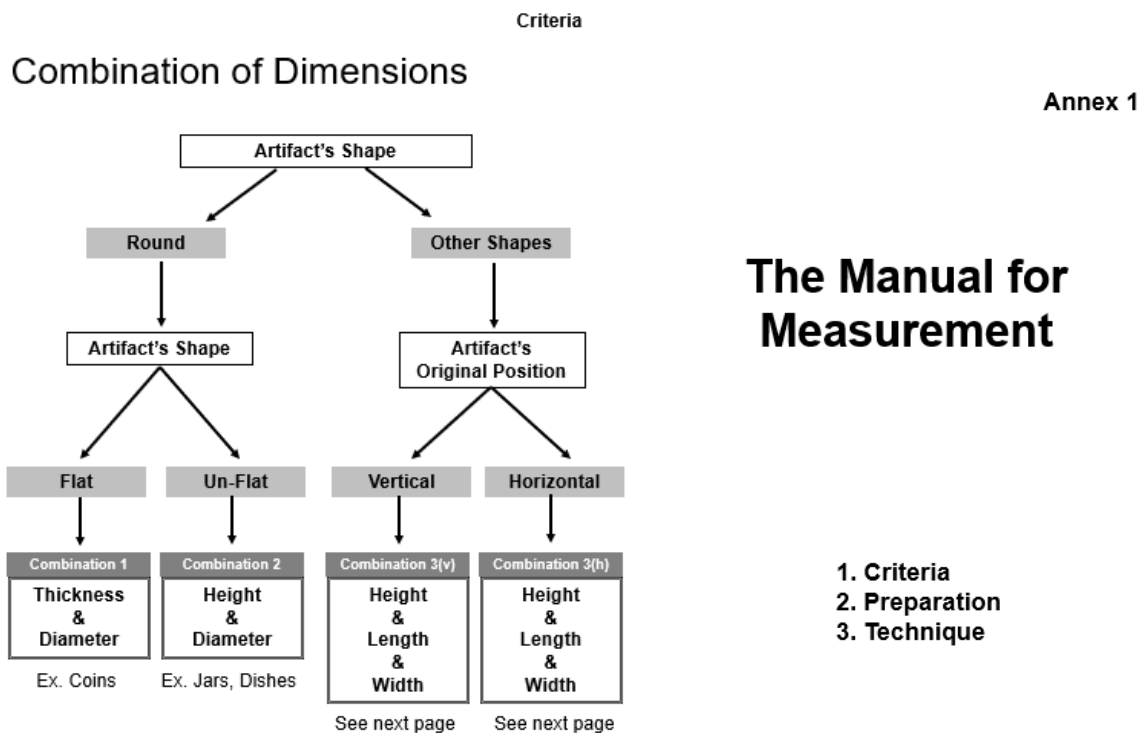 Criteria
Combination of Dimensions
Annex 1
Artifact's Shape
Round
Other Shapes
Artifact's Shape
Artifact's
Original Position
Flat
Un-Flat
Vertical
Horizontal
Combination 1
Thickness
&
Diameter
Ex. Coins
Combination 2
Height
&
Diameter
Ex. Jars, Dishes
Combination 3(v)
Height
&
Length
&
Width
See next page
Combination 3(h)
Height
&
Length
&
Width
See next page
The Manual for
Measurement
1. Criteria
2. Preparation
3. Technique